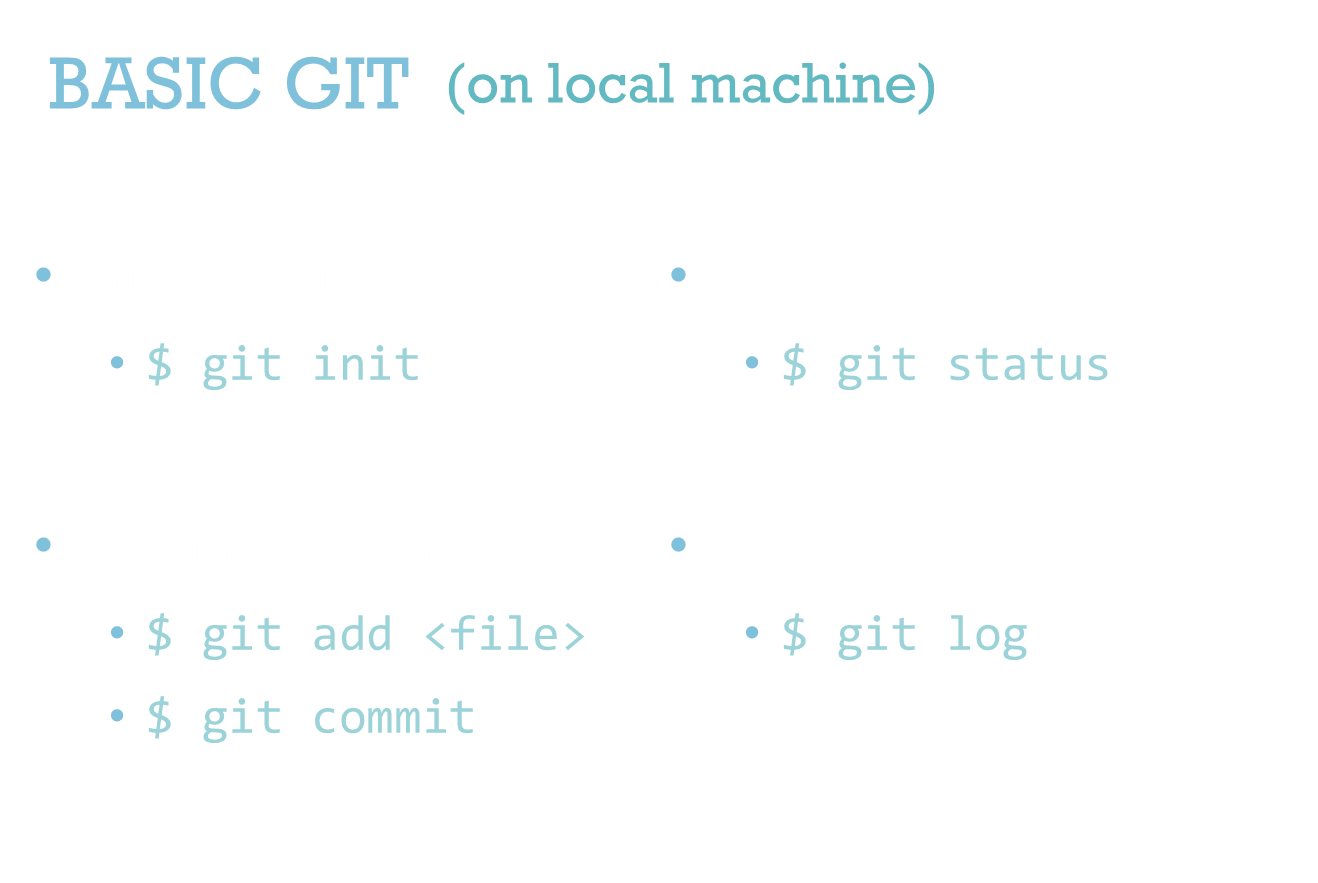 BASIC GIT (on local machine)
•
• $ git init
•
• $ git add <file>
• $ git commit
•
• $ git status
•
• $ git log